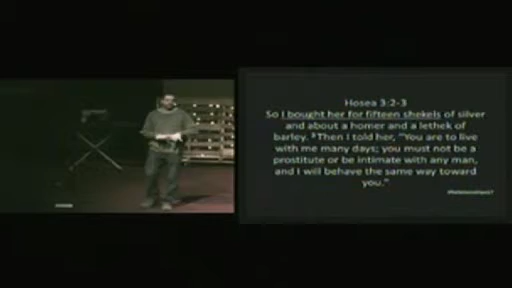 Hosea 3:2-3
So I bought her for fifteen shekels of silver
and about a homer and a lethek of
barley. 3 Then I told her, "You are to live
with me many days; you must not be a
prostitute or be intimate with any man,
and I will behave the same way toward
you."